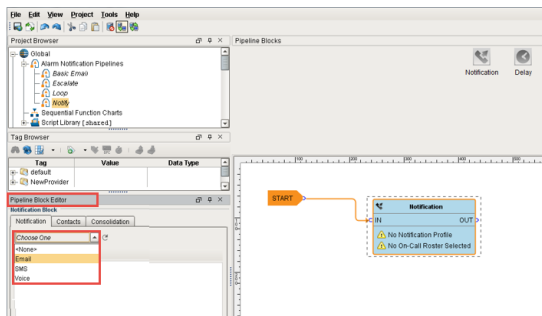 File Edit View Project Tools Help
Project Browser
Pipeline Blocks
Global
Alarm Notification Pipelines
Basic Email
Escalate
Loop
Notify
Sequential Function Charts
Script Library [shared]
Notification Delay
Tag Browser
Tag Value Data Type
default
NewProvider
Pipeline Block Editor
Notification Block
Notification Contacts Consolidation
Choose One
<None>
Email
SMS
Voice
START
Notification
IN OUT
No Notification Profile
No On-Call Roster Selected